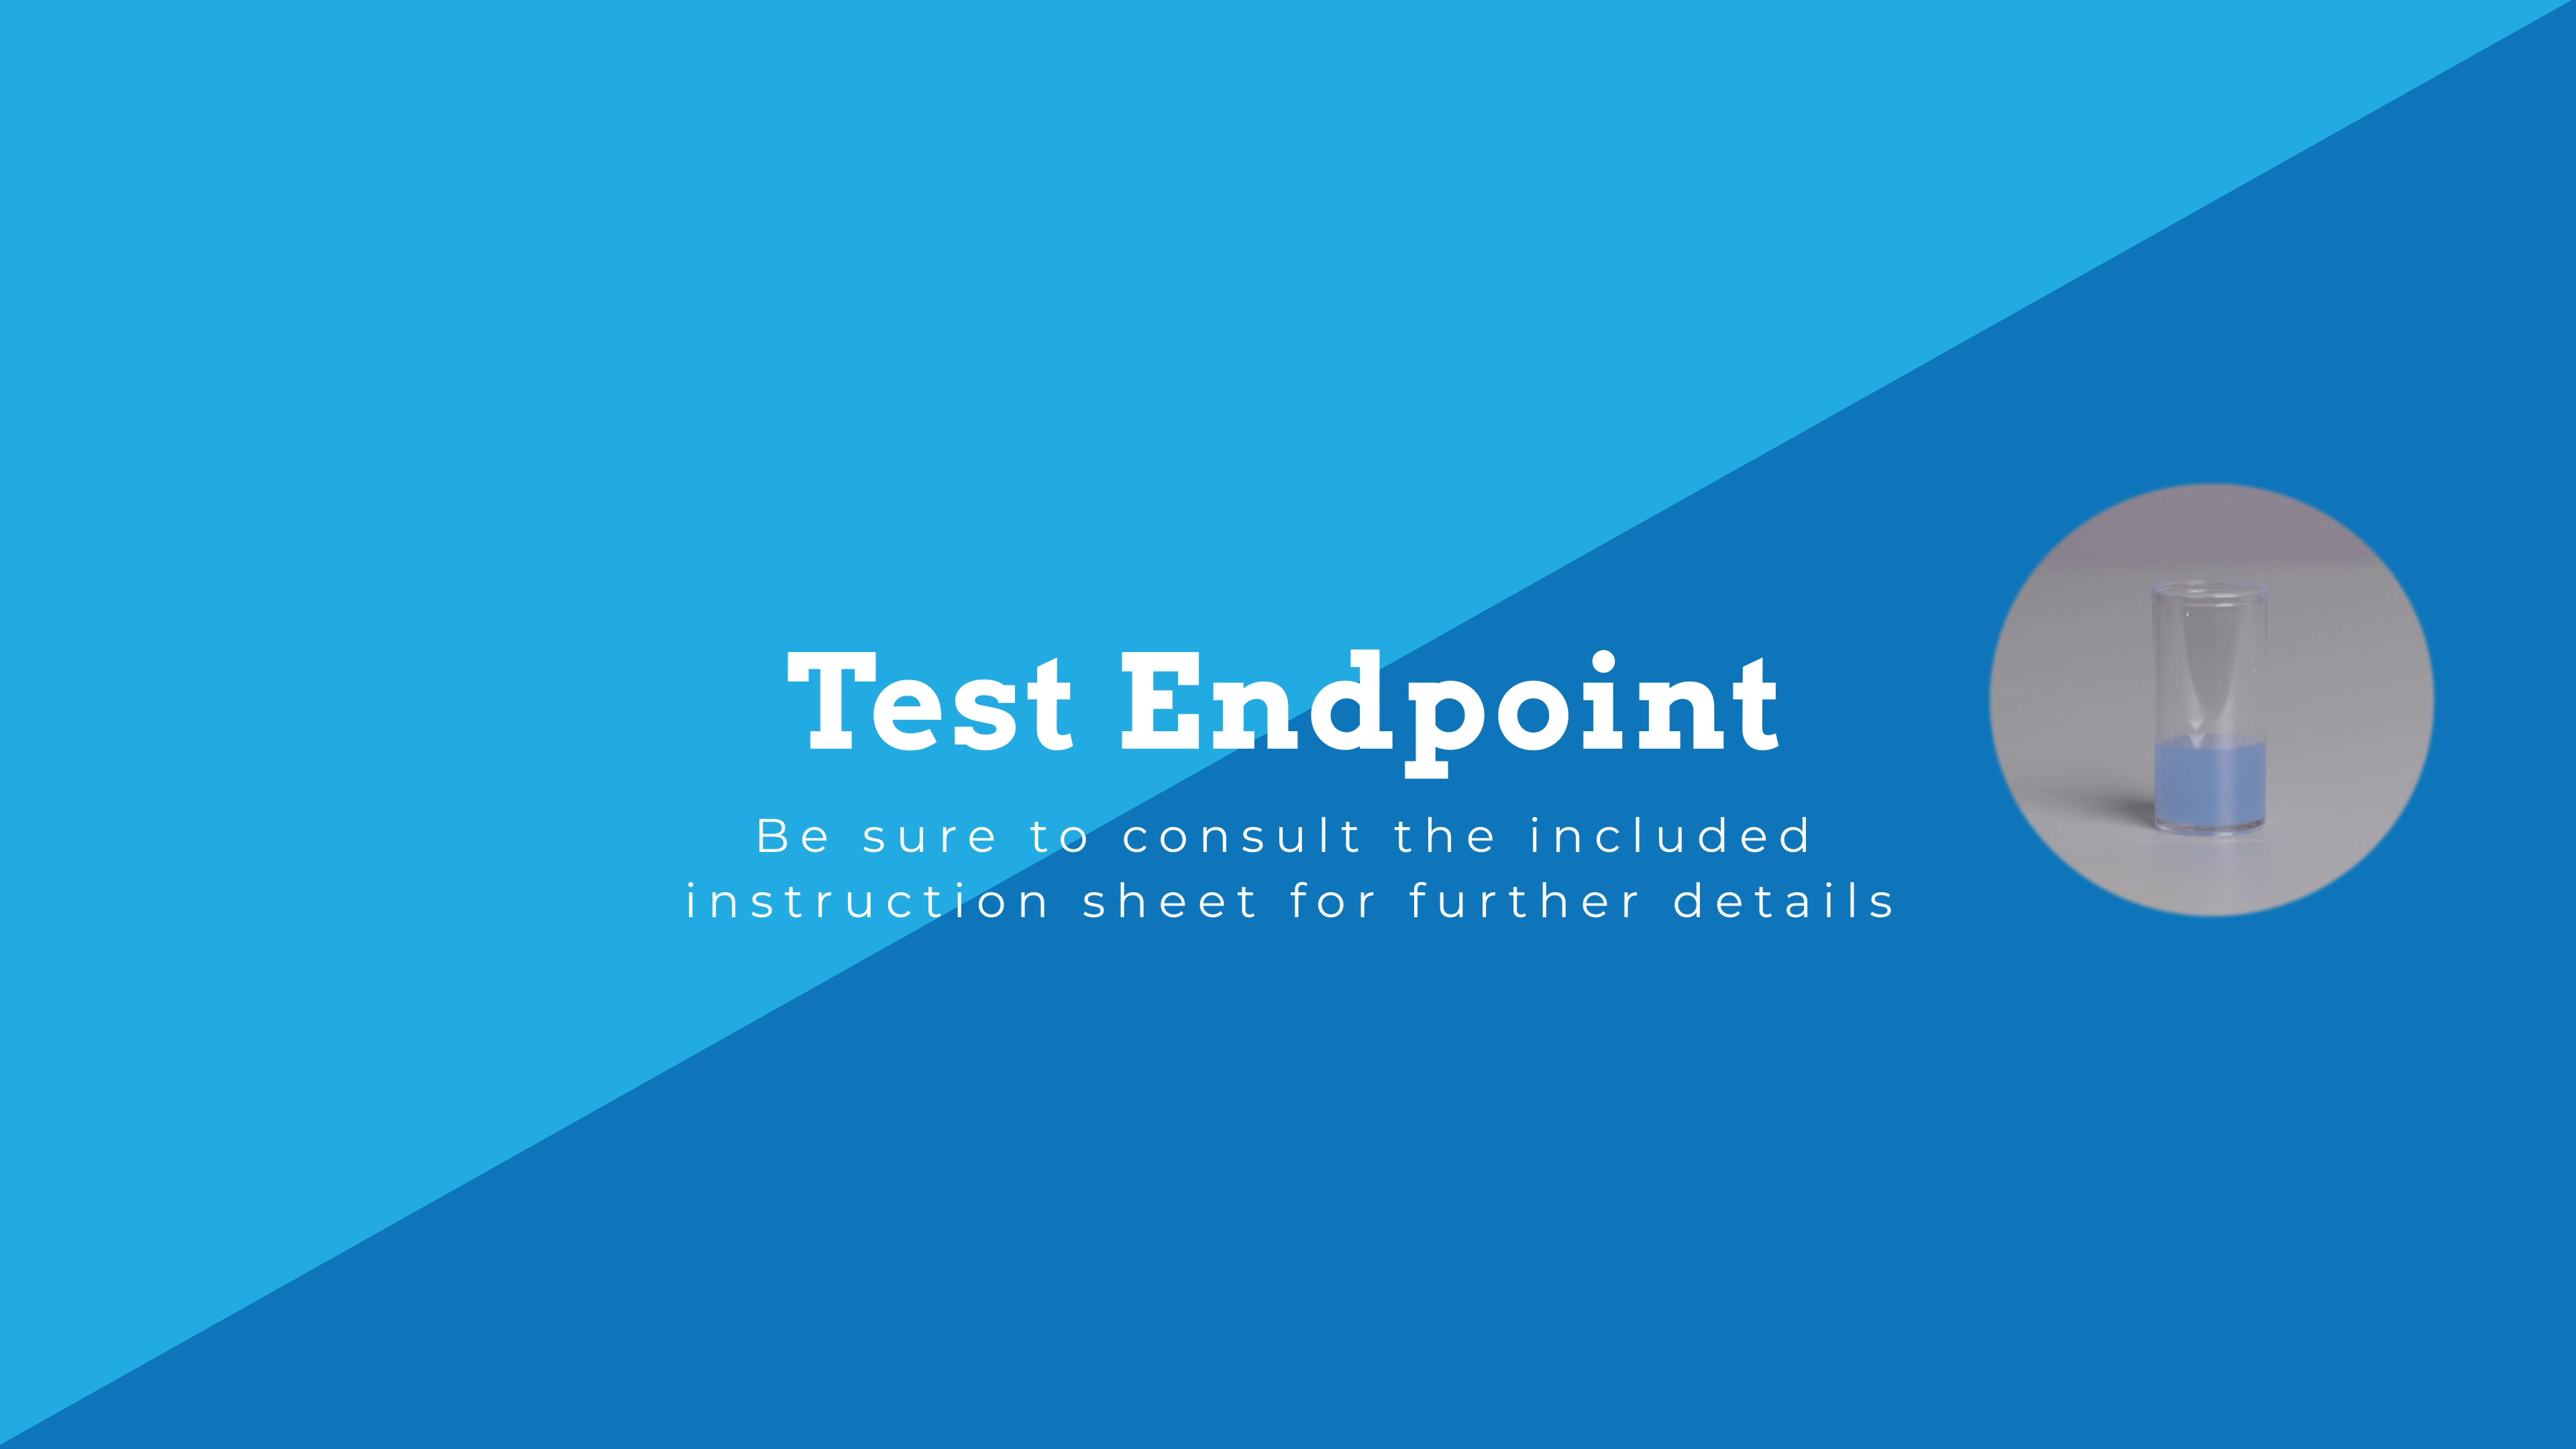 Test Endpoint
Be sure to consult the included
instruction sheet for further details